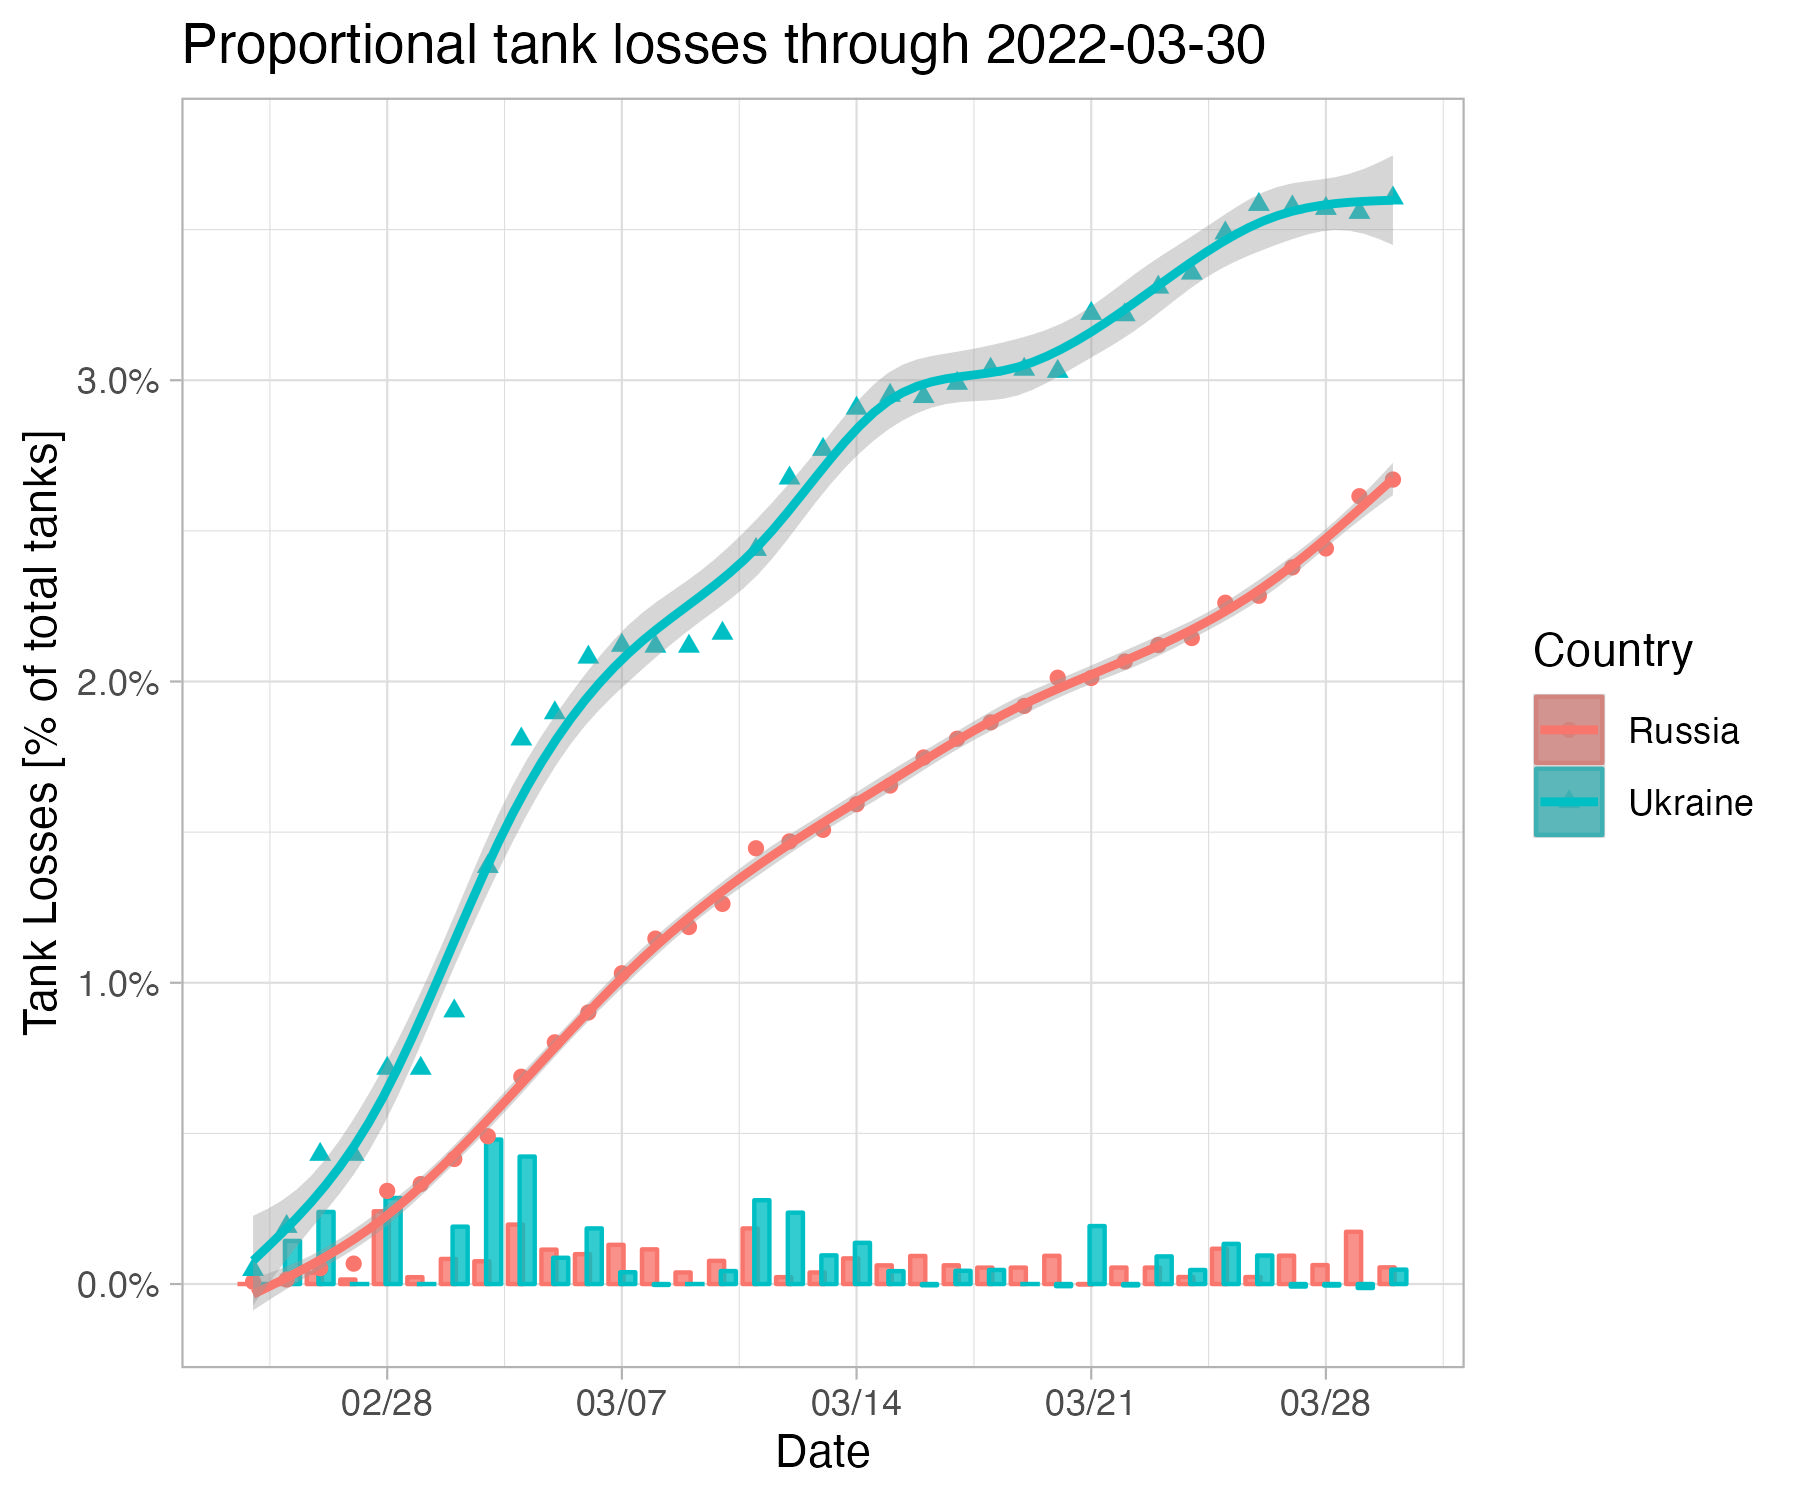 Proportional tank losses through 2022-03-30
Tank Losses [% of total tanks]
3.0%
2.0%
1.0%
0.0%
02/28
03/07
03/14
03/21
03/28
Date
Country
Russia
Ukraine